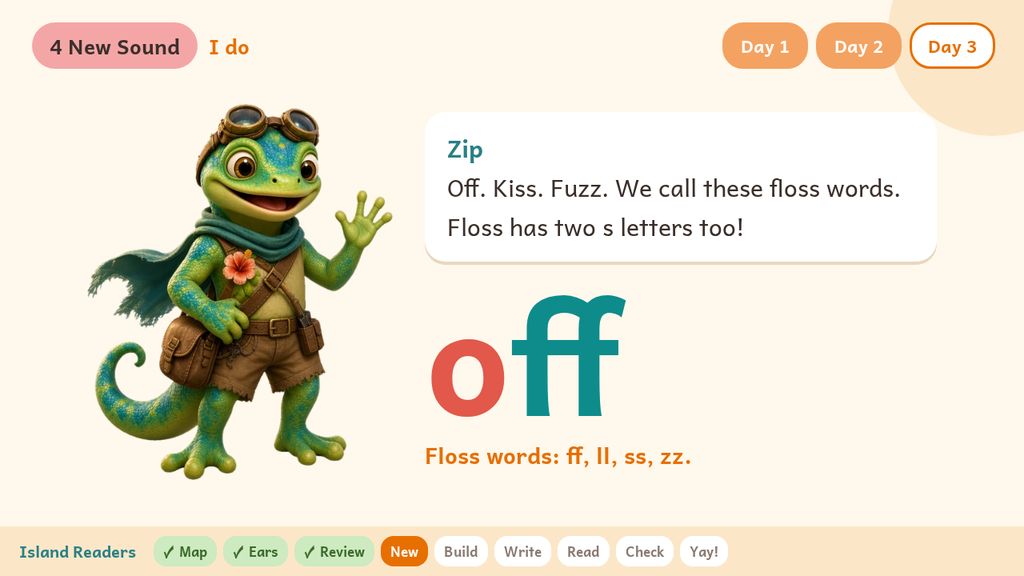 4 New Sound
I do
Day 1
Day 2
Day 3
Zip
Off. Kiss. Fuzz. We call these floss words.
Floss has two s letters too!
off
Floss words: ff, ll, ss, zz.
Island Readers
✓ Map
✓ Ears
✓ Review
New
Build
Write
Read
Check
Yay!